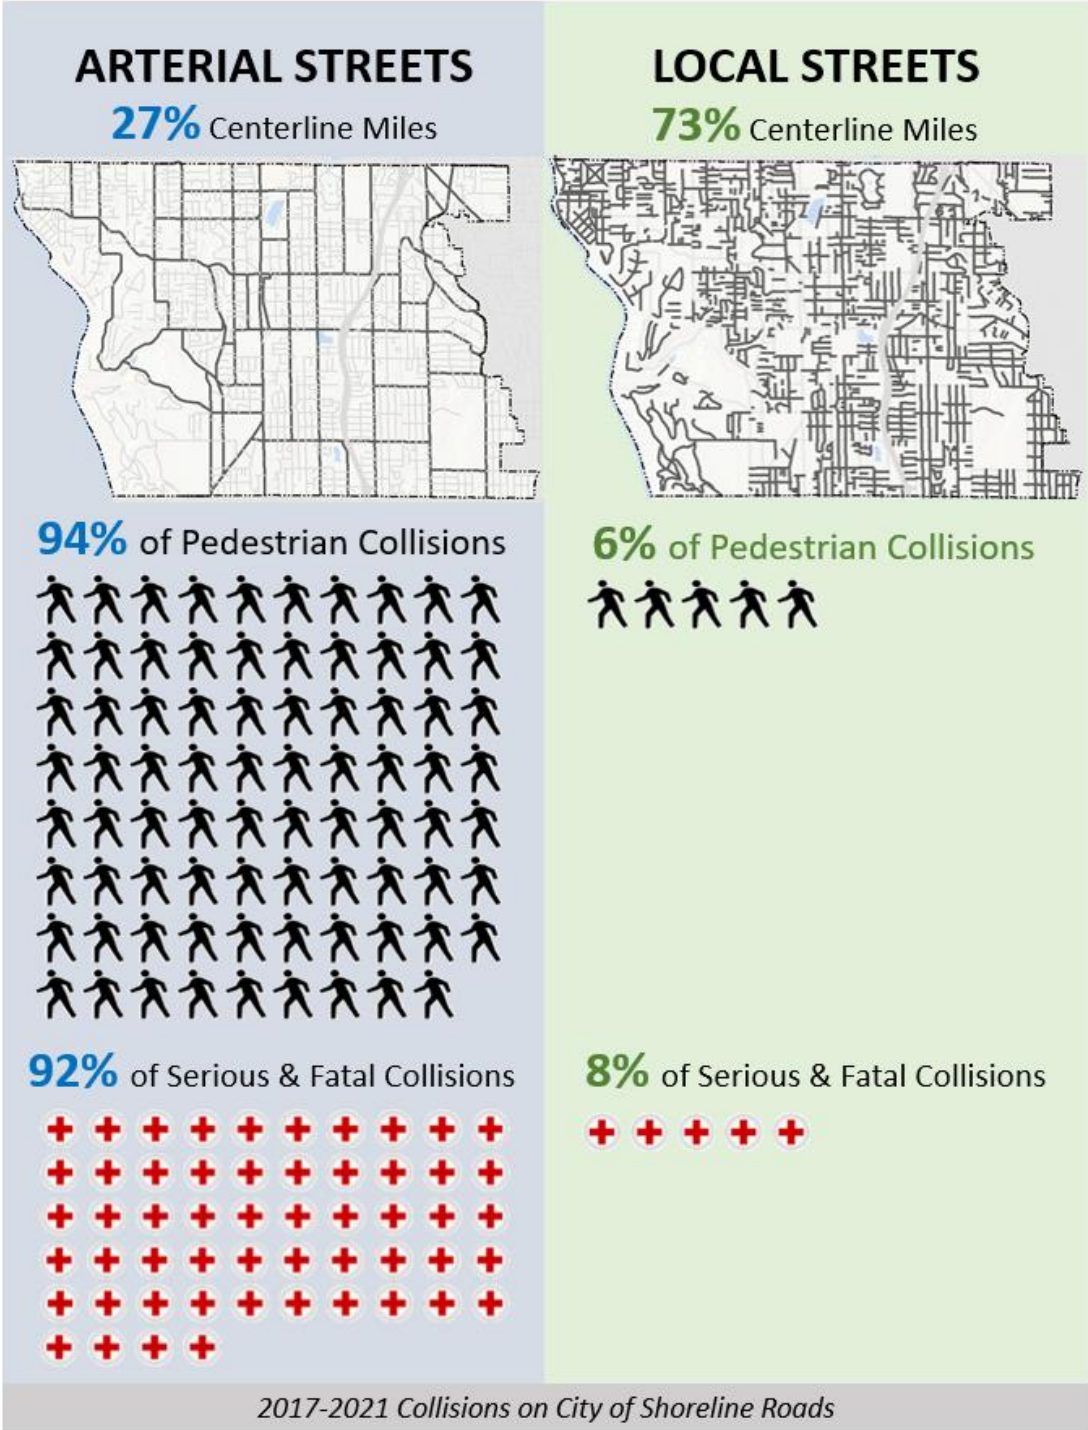 ARTERIAL STREETS
27% Centerline Miles
94% of Pedestrian Collisions
92% of Serious & Fatal Collisions
LOCAL STREETS
73% Centerline Miles
6% of Pedestrian Collisions
8% of Serious & Fatal Collisions
2017-2021 Collisions on City of Shoreline Roads